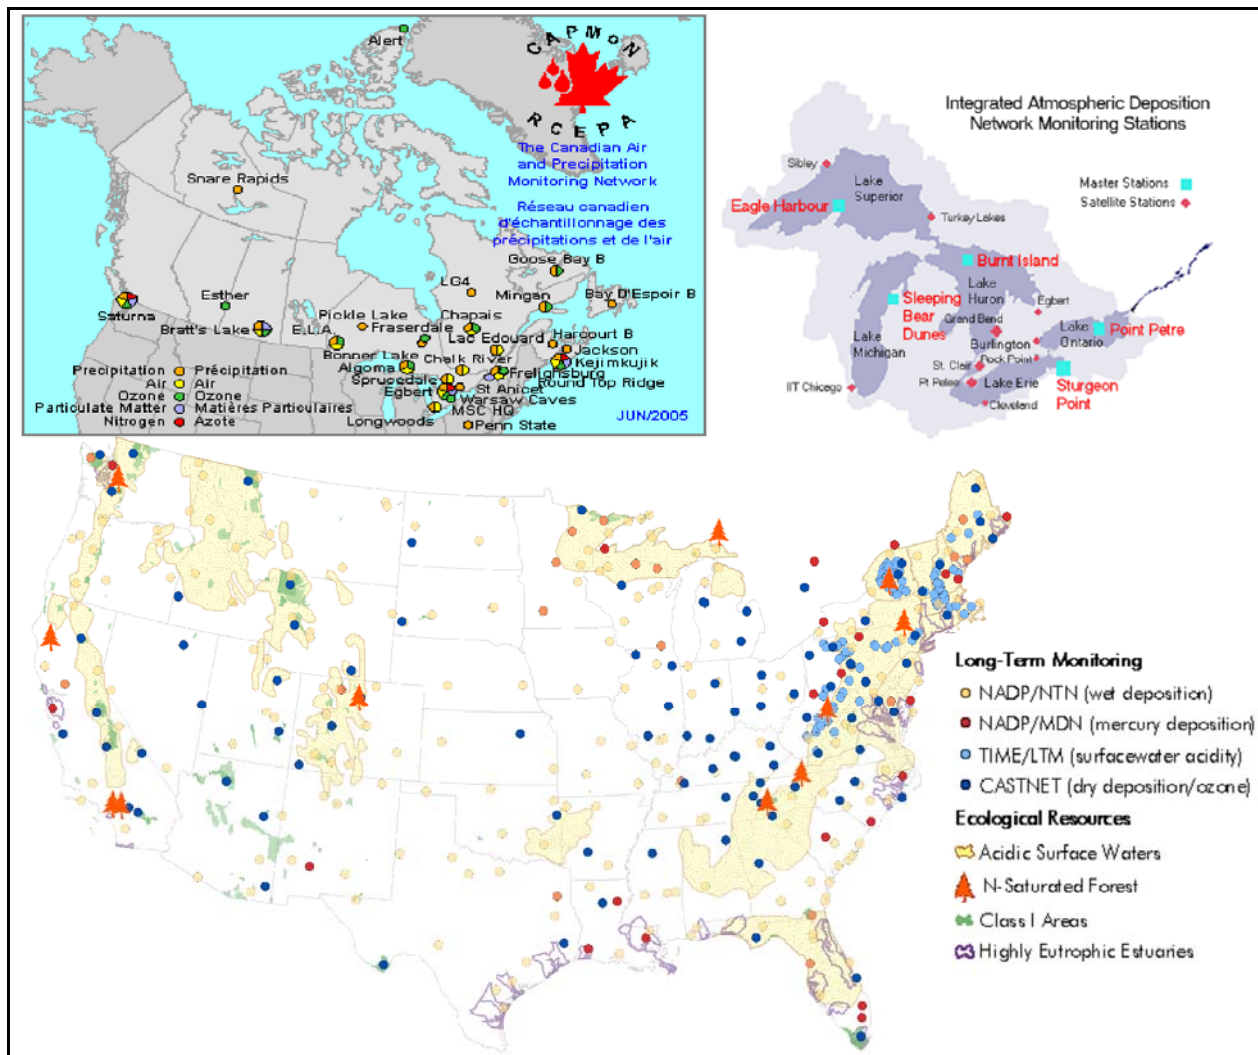 Alert
CAPMoN
RCEPA
The Canadian Air
and Precipitation
Monitoring Network
Réseau canadien
d'échantillonnage des
précipitations et de l'air
Snare Rapids
Goose Bay B
LG4
Mingan
Bay D'Espoir B
Esther
Saturna
Bratt's Lake
E.L.A.
Pickle Lake
Fraserdale
Chapais
Lac Edouard
Harcourt B
Jackson
Bonner Lake
Chalk River
Kejimkujik
Algoma
Frelighsburg
Sprucedale
Round Top Ridge
Egbert
St Anicet
Warsaw Caves
MSC HQ
Longwoods
Penn State
Precipitation Précipitation
Air Air
Ozone Ozone
Particulate Matter Matières Particulaires
Nitrogen Azote
JUN/2005
Integrated Atmospheric Deposition
Network Monitoring Stations
Master Stations
Satellite Stations
Sibley
Lake
Superior
Eagle Harbour
Turkey Lakes
Burnt Island
Sleeping
Bear
Dunes
Lake
Huron
Egbert
Grand Bend
Lake
Ontario
Point Petre
Lake
Michigan
Burlington
Rock Point
St. Clair
Pt Pelee
Lake Erie
Sturgeon
Point
IIT Chicago
Cleveland
Long-Term Monitoring
NADP/NTN (wet deposition)
NADP/MDN (mercury deposition)
TIME/LTM (surfacewater acidity)
CASTNET (dry deposition/ozone)
Ecological Resources
Acidic Surface Waters
N-Saturated Forest
Class I Areas
Highly Eutrophic Estuaries